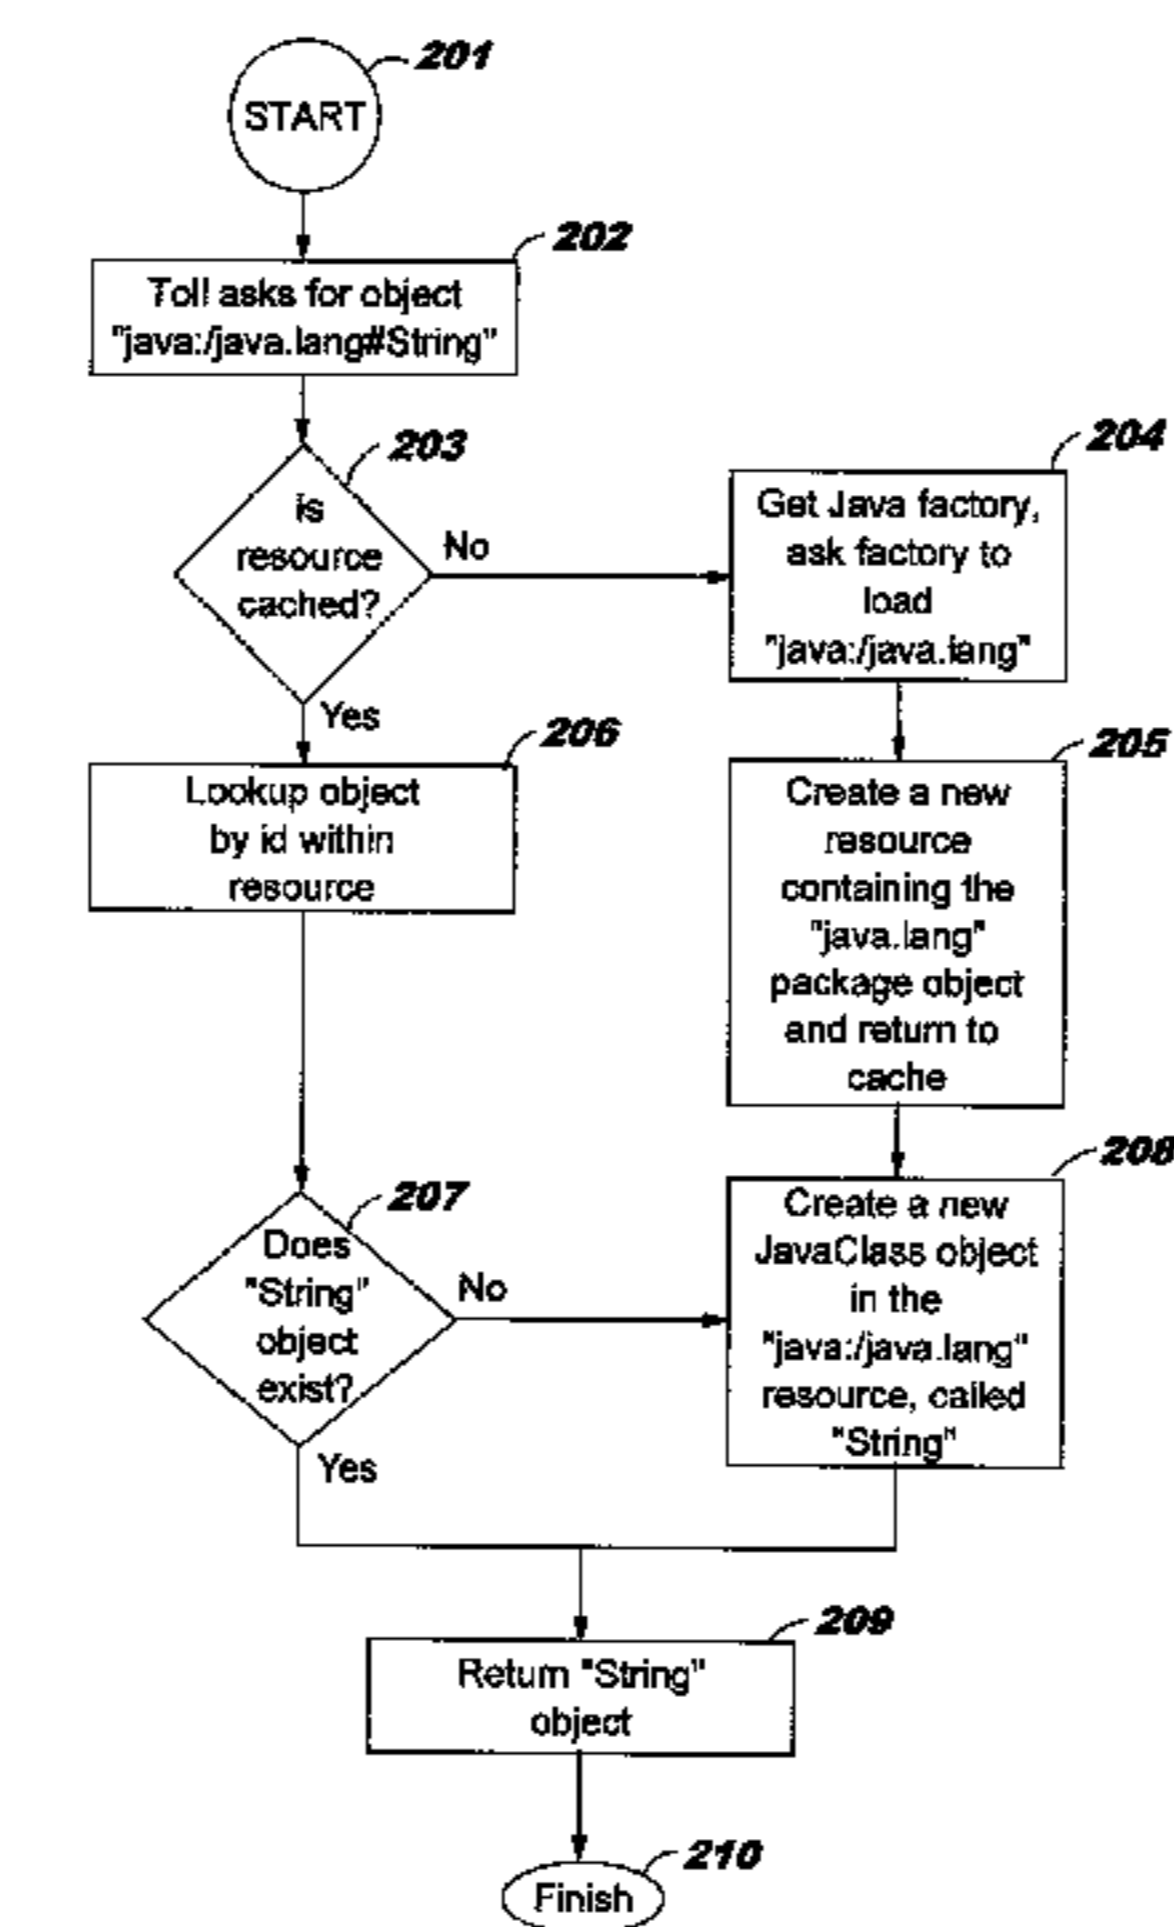 201
START
202
Toll asks for object
"java:/java.lang#String"
203
is
resource
cached?
No
204
Get Java factory,
ask factory to
load
"java:/java.lang"
Yes
206
Lookup object
by id within
resource
205
Create a new
resource
containing the
"java.lang"
package object
and return to
cache
207
Does
"String"
object
exist?
No
208
Create a new
JavaClass object
in the
"java:/java.lang"
resource, called
"String"
Yes
209
Return "String"
object
210
Finish